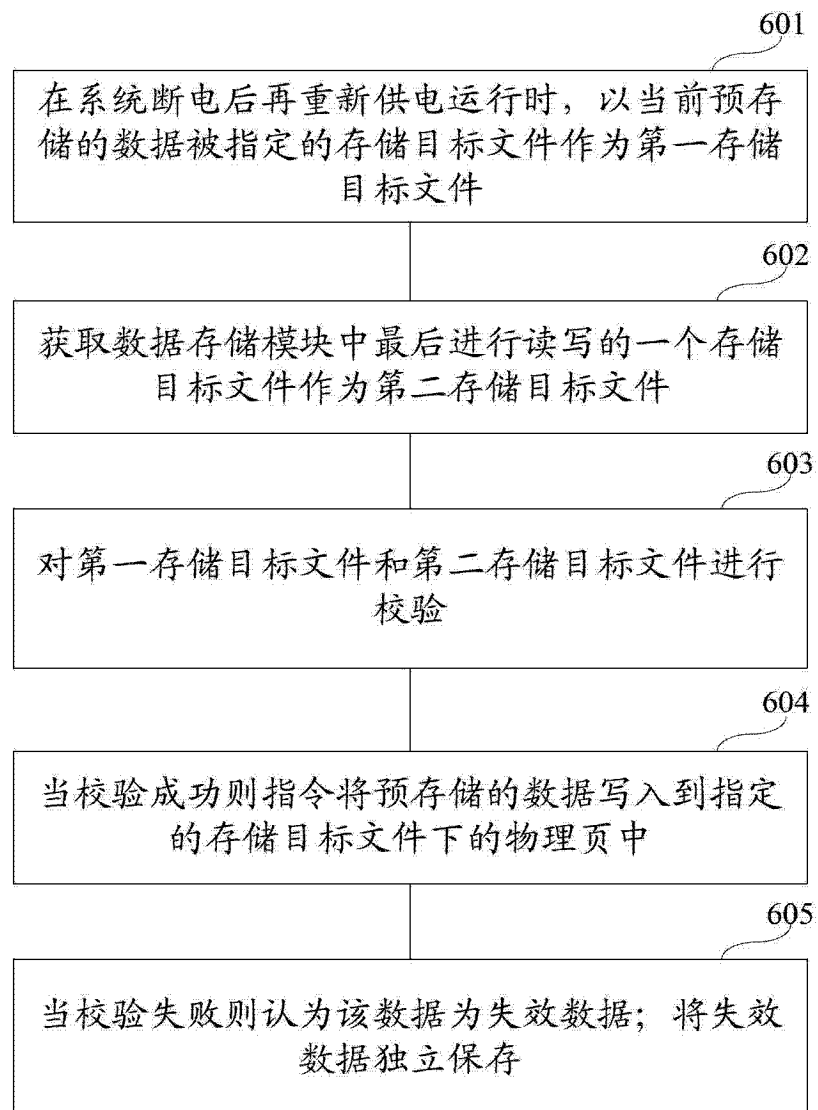 601
在系统断电后再重新供电运行时，以当前预存
储的数据被指定的存储目标文件作为第一存储
目标文件
602
获取数据存储模块中最后进行读写的一个存储
目标文件作为第二存储目标文件
603
对第一存储目标文件和第二存储目标文件进行
校验
604
当校验成功则指令将预存储的数据写入到指定
的存储目标文件下的物理页中
605
当校验失败则认为该数据为失效数据；将失效
数据独立保存